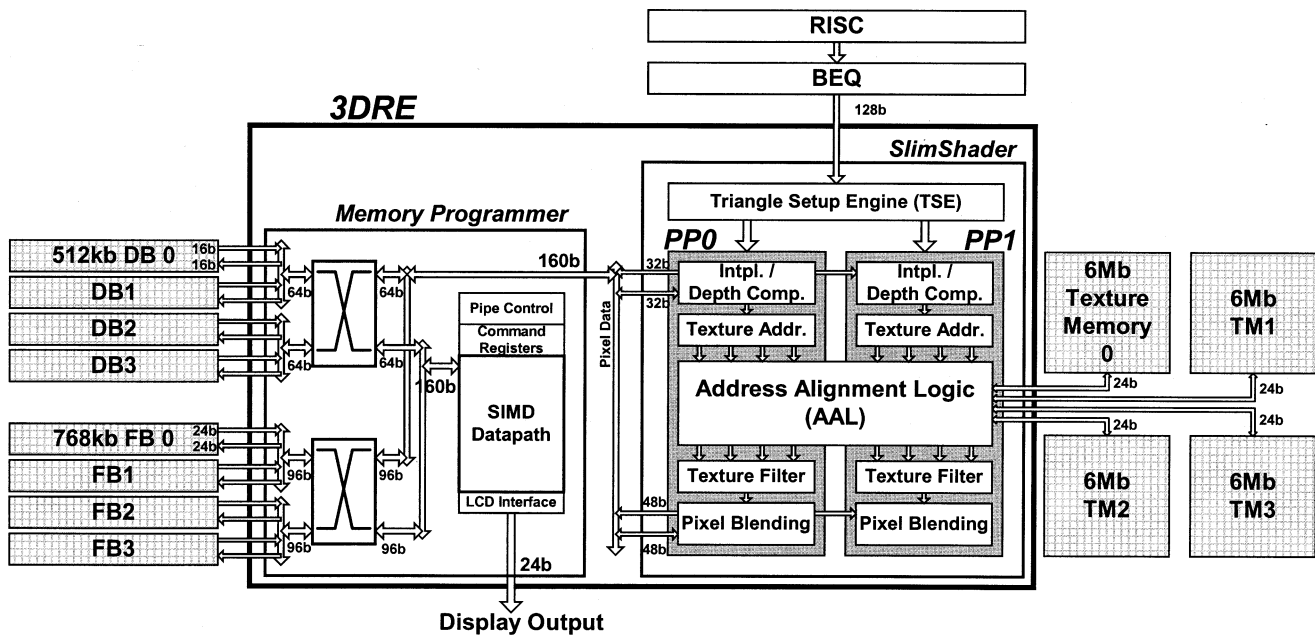 RISC
BEQ
128b
3DRE
SlimShader
Triangle Setup Engine (TSE)
Memory Programmer
PP0
PP1
512kb DB 0
16b
16b
DB1
DB2
DB3
64b
64b
64b
64b
160b
32b
32b
Pixel Data
Intpl. /
Depth Comp.
Intpl. /
Depth Comp.
Texture Addr.
Texture Addr.
Pipe Control
Command
Registers
160b
SIMD
Datapath
LCD Interface
Address Alignment Logic
(AAL)
6Mb
Texture
Memory
0
6Mb
TM1
24b
24b
24b
24b
6Mb
TM2
6Mb
TM3
768kb FB 0
24b
24b
FB1
FB2
FB3
96b
96b
96b
96b
Texture Filter
Texture Filter
48b
48b
Pixel Blending
Pixel Blending
24b
Display Output